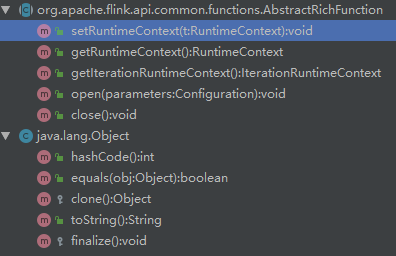 org.apache.flink.api.common.functions.AbstractRichFunction
setRuntimeContext(t:RuntimeContext):void
getRuntimeContext():RuntimeContext
getIterationRuntimeContext():IterationRuntimeContext
open(parameters:Configuration):void
close():void
java.lang.Object
hashCode():int
equals(obj:Object):boolean
clone():Object
toString():String
finalize():void